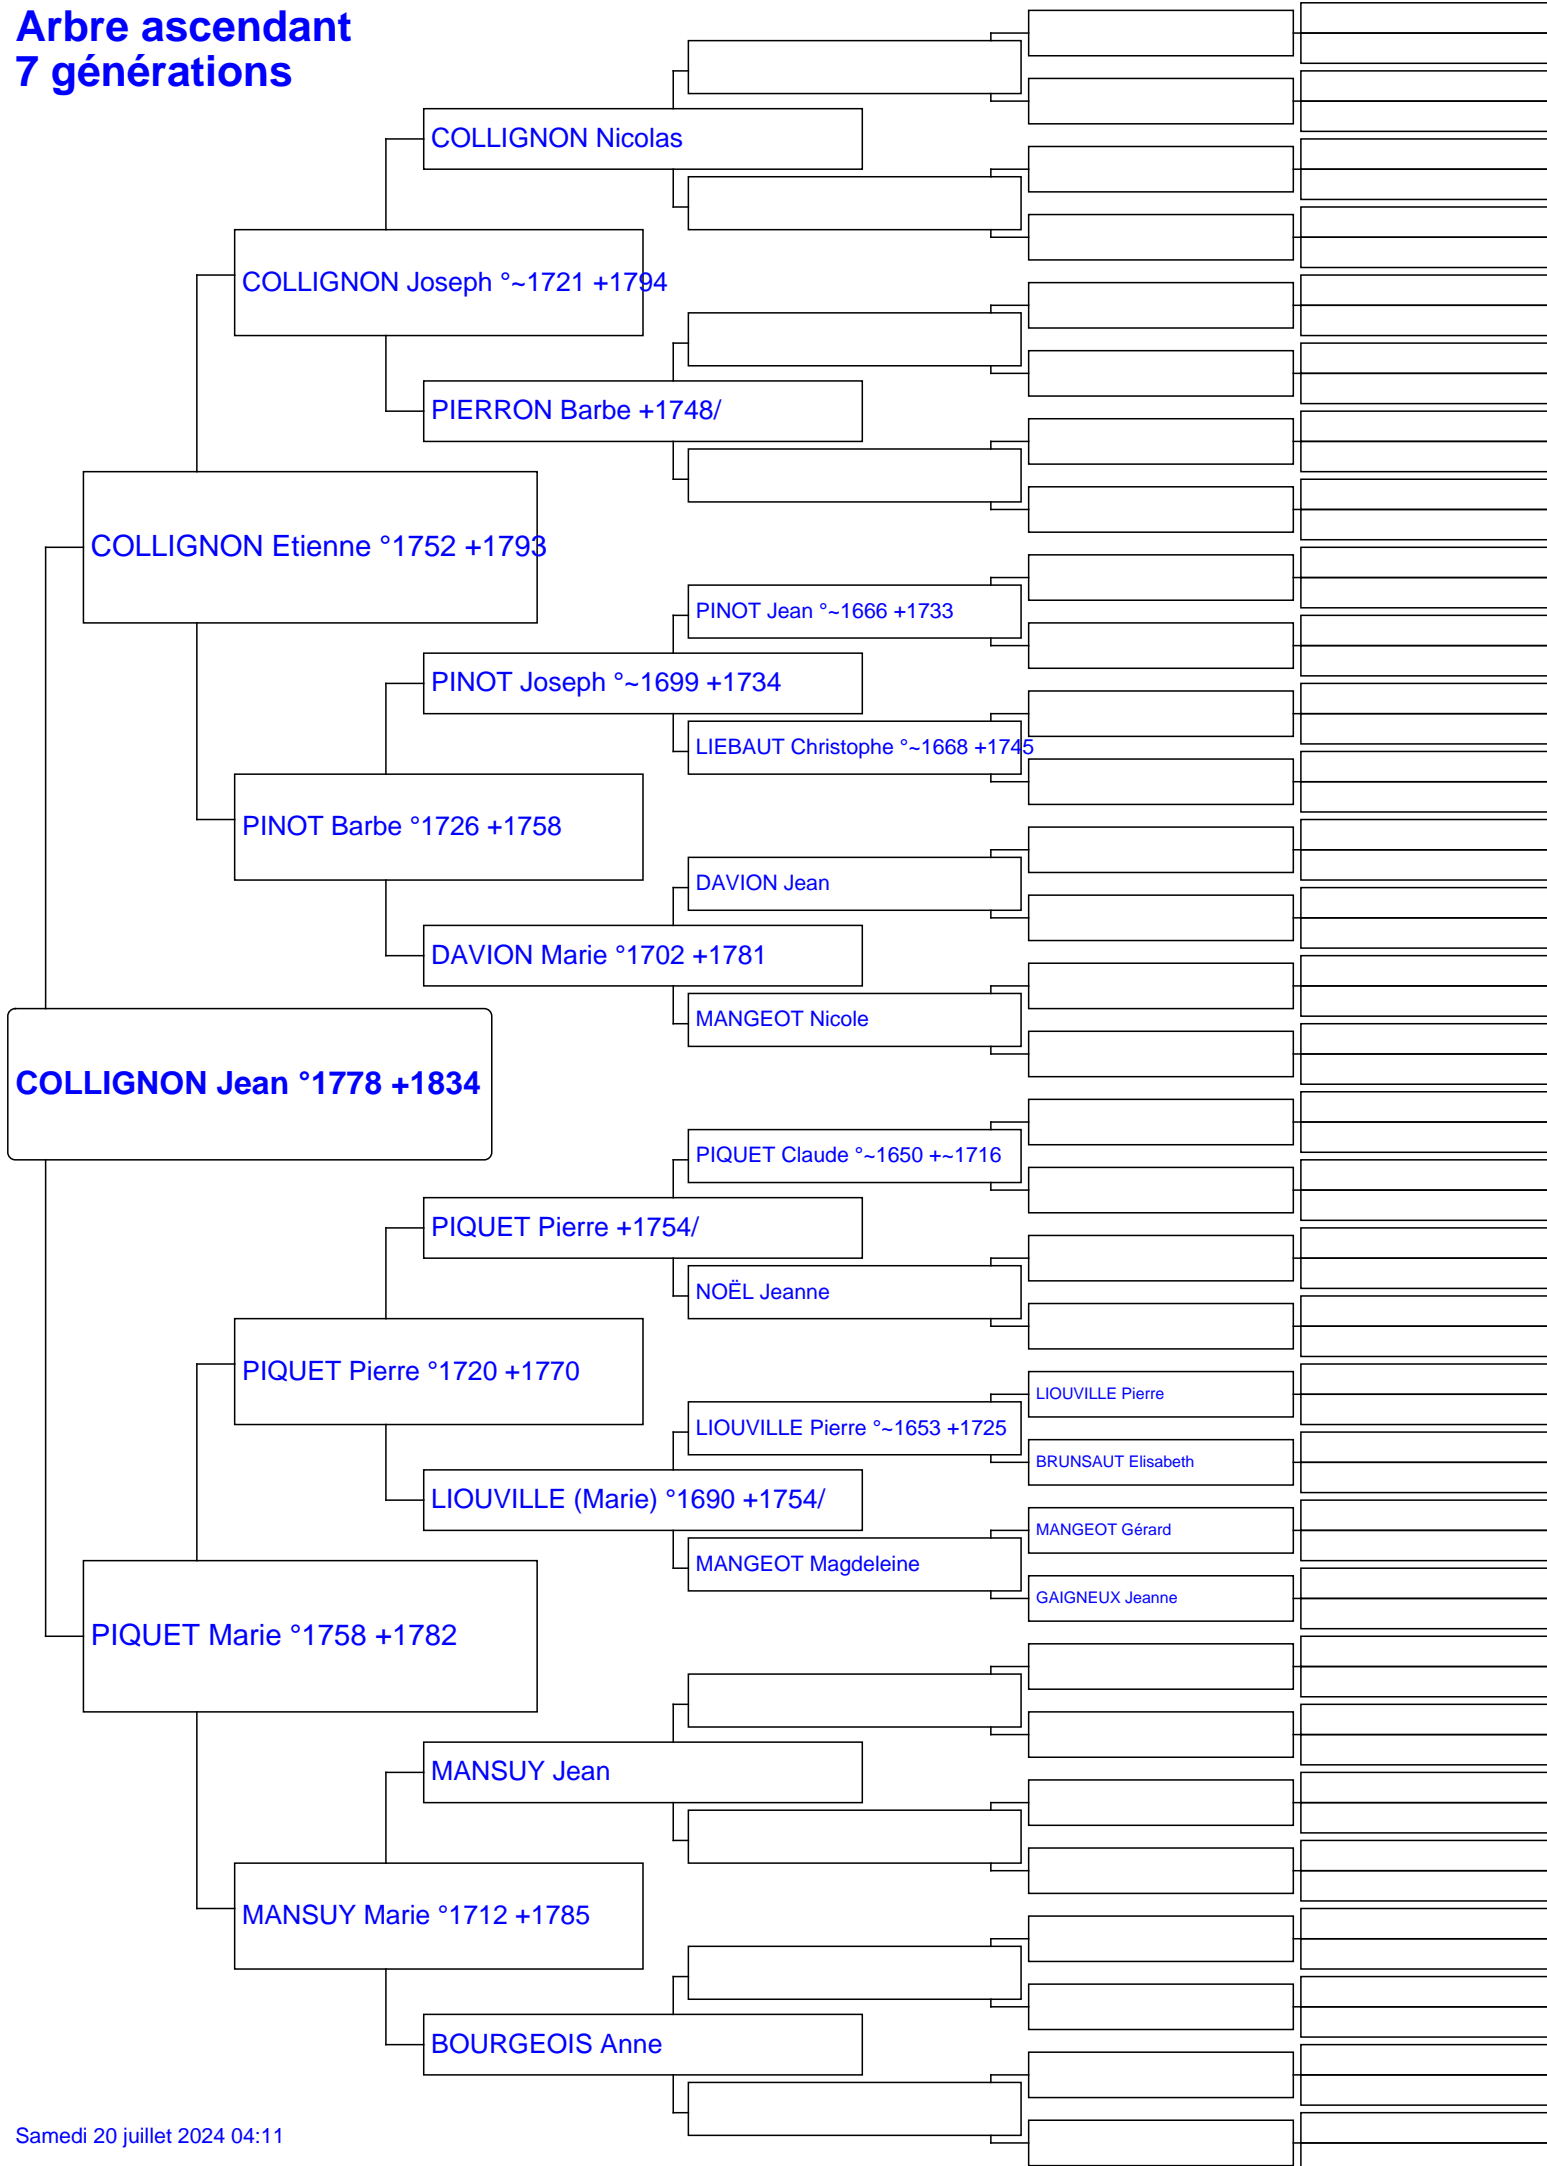 Arbre ascendant
7 générations
COLLIGNON Nicolas
COLLIGNON Joseph °~1721 +1794
PIERRON Barbe +1748/
COLLIGNON Etienne °1752 +1793
PINOT Jean °~1666 +1733
PINOT Joseph °~1699 +1734
LIEBAUT Christophe °~1668 +1745
PINOT Barbe °1726 +1758
DAVION Jean
DAVION Marie °1702 +1781
MANGEOT Nicole
COLLIGNON Jean °1778 +1834
PIQUET Claude °~1650 +~1716
PIQUET Pierre +1754/
NOËL Jeanne
PIQUET Pierre °1720 +1770
LIOUVILLE Pierre
LIOUVILLE Pierre °~1653 +1725
BRUNSAUT Elisabeth
LIOUVILLE (Marie) °1690 +1754/
MANGEOT Gérard
MANGEOT Magdeleine
GAIGNEUX Jeanne
PIQUET Marie °1758 +1782
MANSUY Jean
MANSUY Marie °1712 +1785
BOURGEOIS Anne
Samedi 20 juillet 2024 04:11